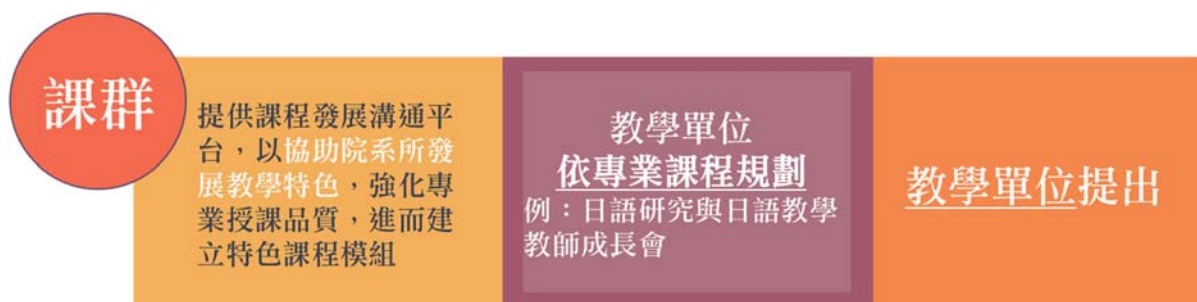 課群
提供課程發展溝通平
台，以協助院系所發
展教學特色，強化專
業授課品質，進而建
立特色課程模組
教學單位
依專業課程規劃
例：日語研究與日語教學
教師成長會
教學單位提出